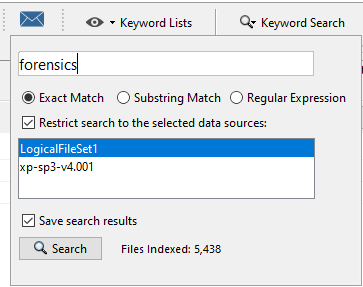 Keyword Lists Keyword Search
forensics
Exact Match Substring Match Regular Expression
Restrict search to the selected data sources:
LogicalFileSet1
xp-sp3-v4.001
Save search results
Search Files Indexed: 5,438